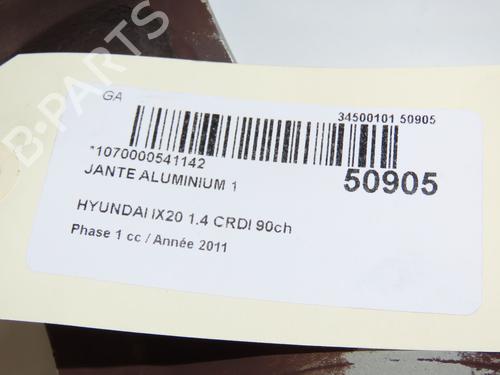 B-PARTS
GA
34500101 50905
*1070000541142
JANTE ALUMINIUM 1
50905
HYUNDAI IX20 1.4 CRDI 90ch
Phase 1 cc / Année 2011